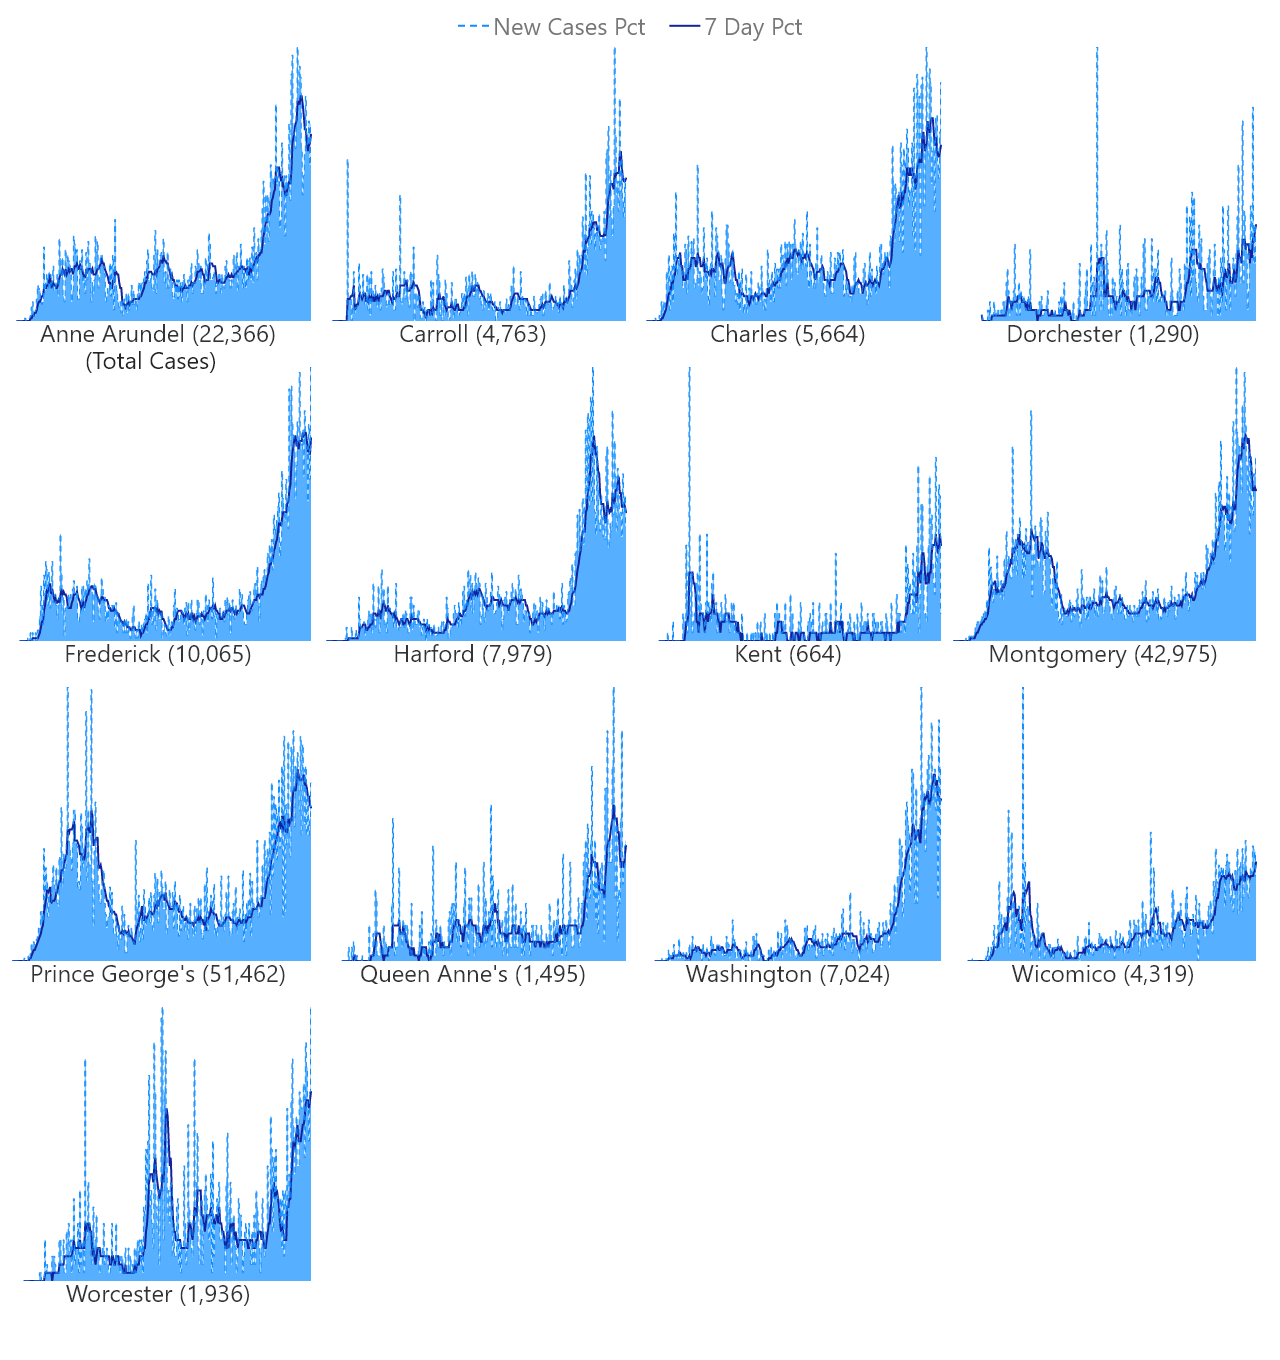 New Cases Pct 7 Day Pct
Anne Arundel (22,366) Carroll (4,763) Charles (5,664) Dorchester (1,290)
(Total Cases)
Frederick (10,065) Harford (7,979) Kent (664) Montgomery (42,975)
Prince George's (51,462) Queen Anne's (1,495) Washington (7,024) Wicomico (4,319)
Worcester (1,936)